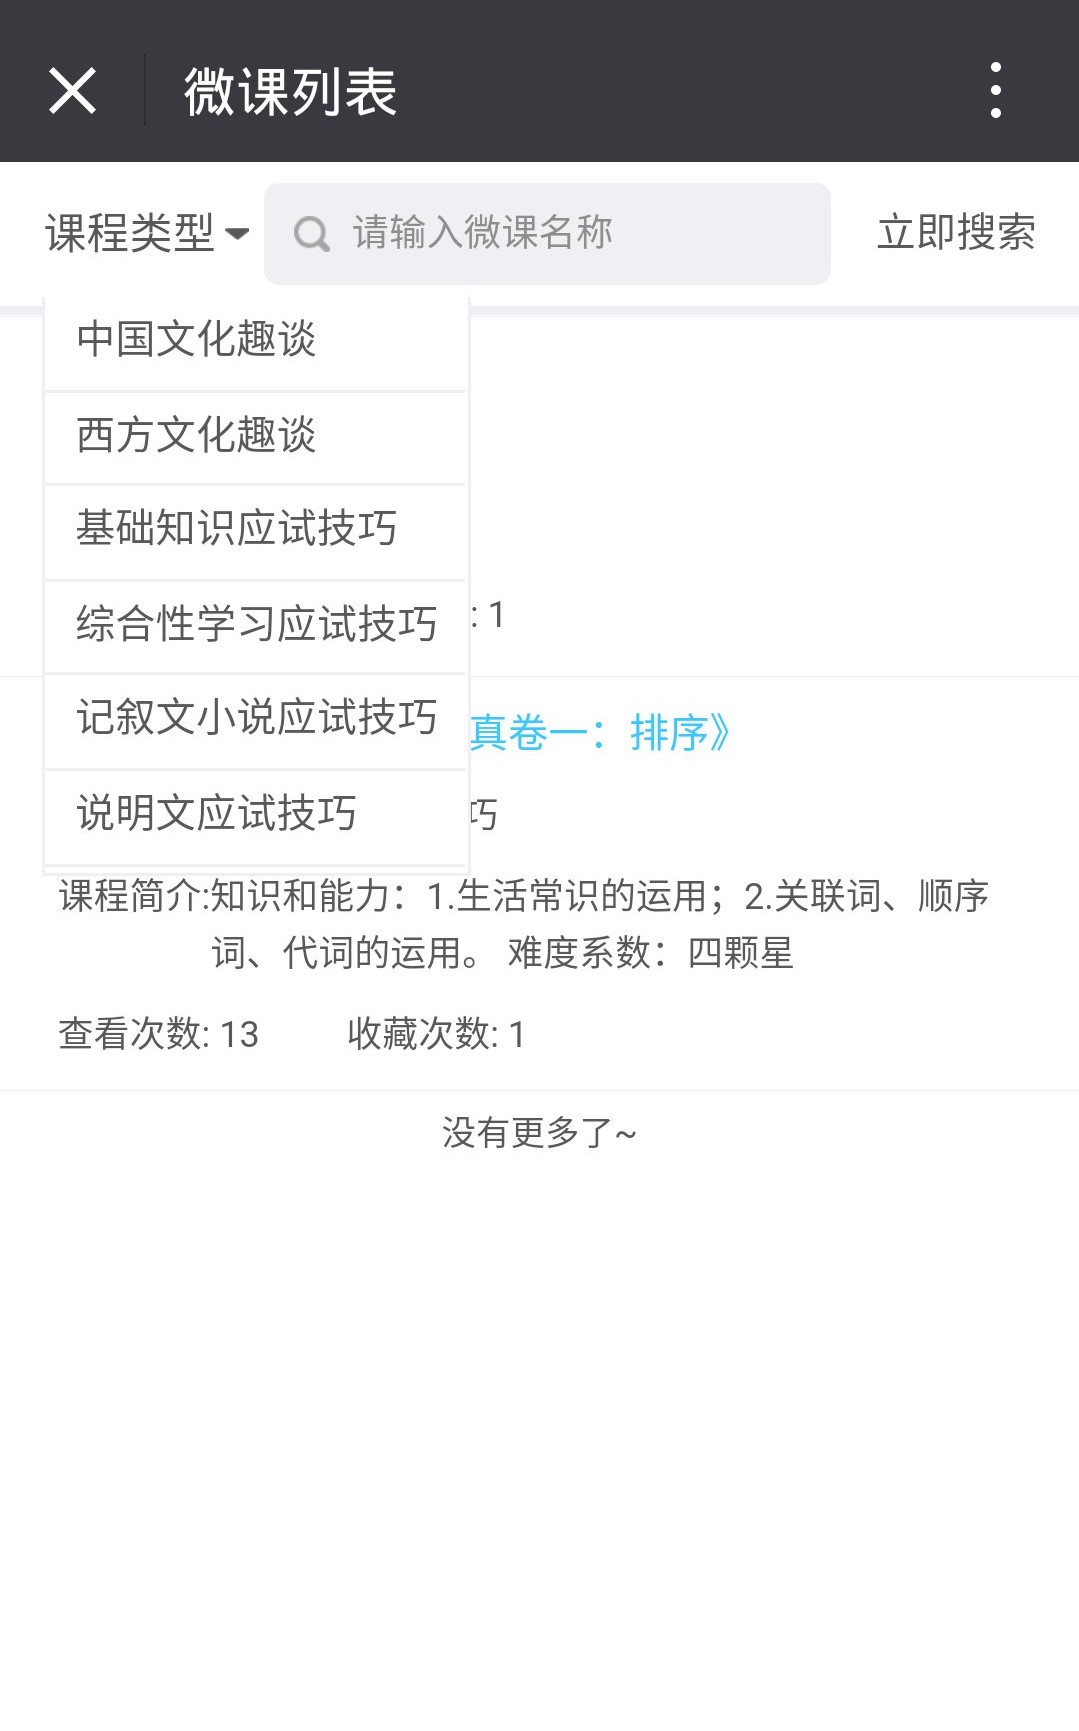 微课列表
课程类型
请输入微课名称
立即搜索
中国文化趣谈
西方文化趣谈
基础知识应试技巧
综合性学习应试技巧
: 1
记叙文小说应试技巧
真卷一：排序》
说明文应试技巧
巧
课程简介:知识和能力：1.生活常识的运用；2.关联词、顺序
词、代词的运用。 难度系数：四颗星
查看次数: 13 收藏次数: 1
没有更多了~